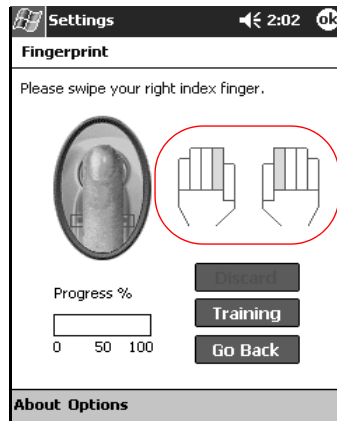 Settings 2:02 ok
Fingerprint
Please swipe your right index finger.
Discard
Progress %
Training
0 50 100
Go Back
About Options